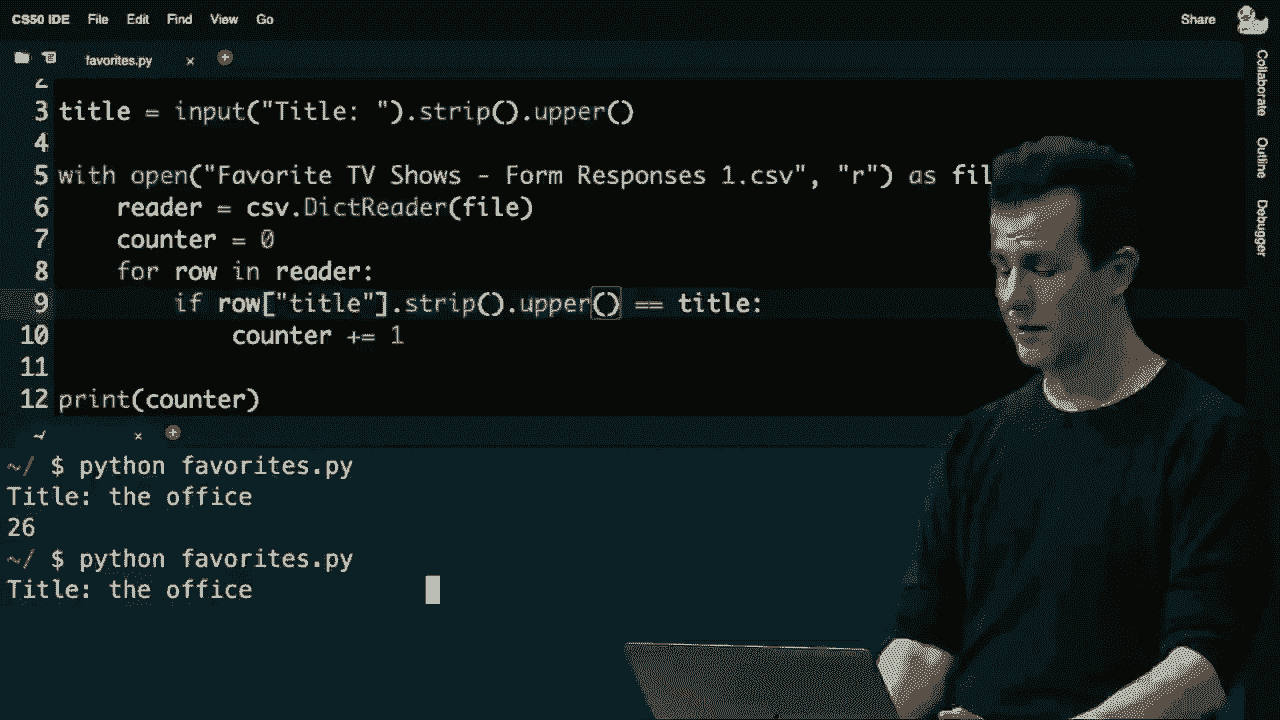 CS50 IDE File Edit Find View Go Share
favorites.py × +
2
3 title = input("Title: ").strip().upper()
4
5 with open("Favorite TV Shows - Form Responses 1.csv", "r") as fil
6 reader = csv.DictReader(file)
7 counter = 0
8 for row in reader:
9 if row["title"].strip().upper() == title:
10 counter += 1
11
12 print(counter)
× +
~/ $ python favorites.py
Title: the office
26
~/ $ python favorites.py
Title: the office
Collaborate
Outline
Debugger